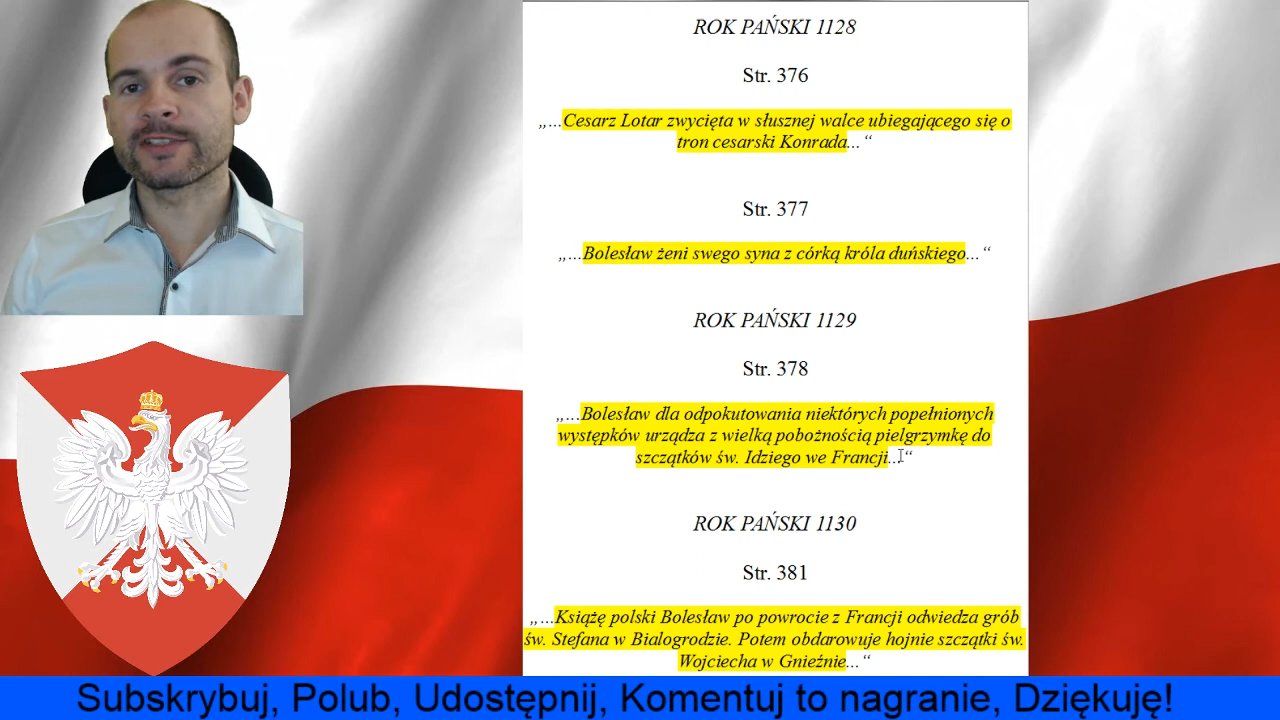 ROK PAŃSKI 1128
Str. 376
„...Cesarz Lotar zwycięta w słusznej walce ubiegającego się o
tron cesarski Konrada...“
Str. 377
„...Bolesław żeni swego syna z córką króla duńskiego...“
ROK PAŃSKI 1129
Str. 378
„...Bolesław dla odpokutowania niektórych popełnionych
występków urządza z wielką pobożnością pielgrzymkę do
szczątków św. Idziego we Francji...“
ROK PAŃSKI 1130
Str. 381
„...Książę polski Bolesław po powrocie z Francji odwiedza grób
św. Stefana w Bialogrodzie. Potem obdarowuje hojnie szczątki św.
Wojciecha w Gnieźnie...“
Subskrybuj, Polub, Udostępnij, Komentuj to nagranie, Dziękuję!